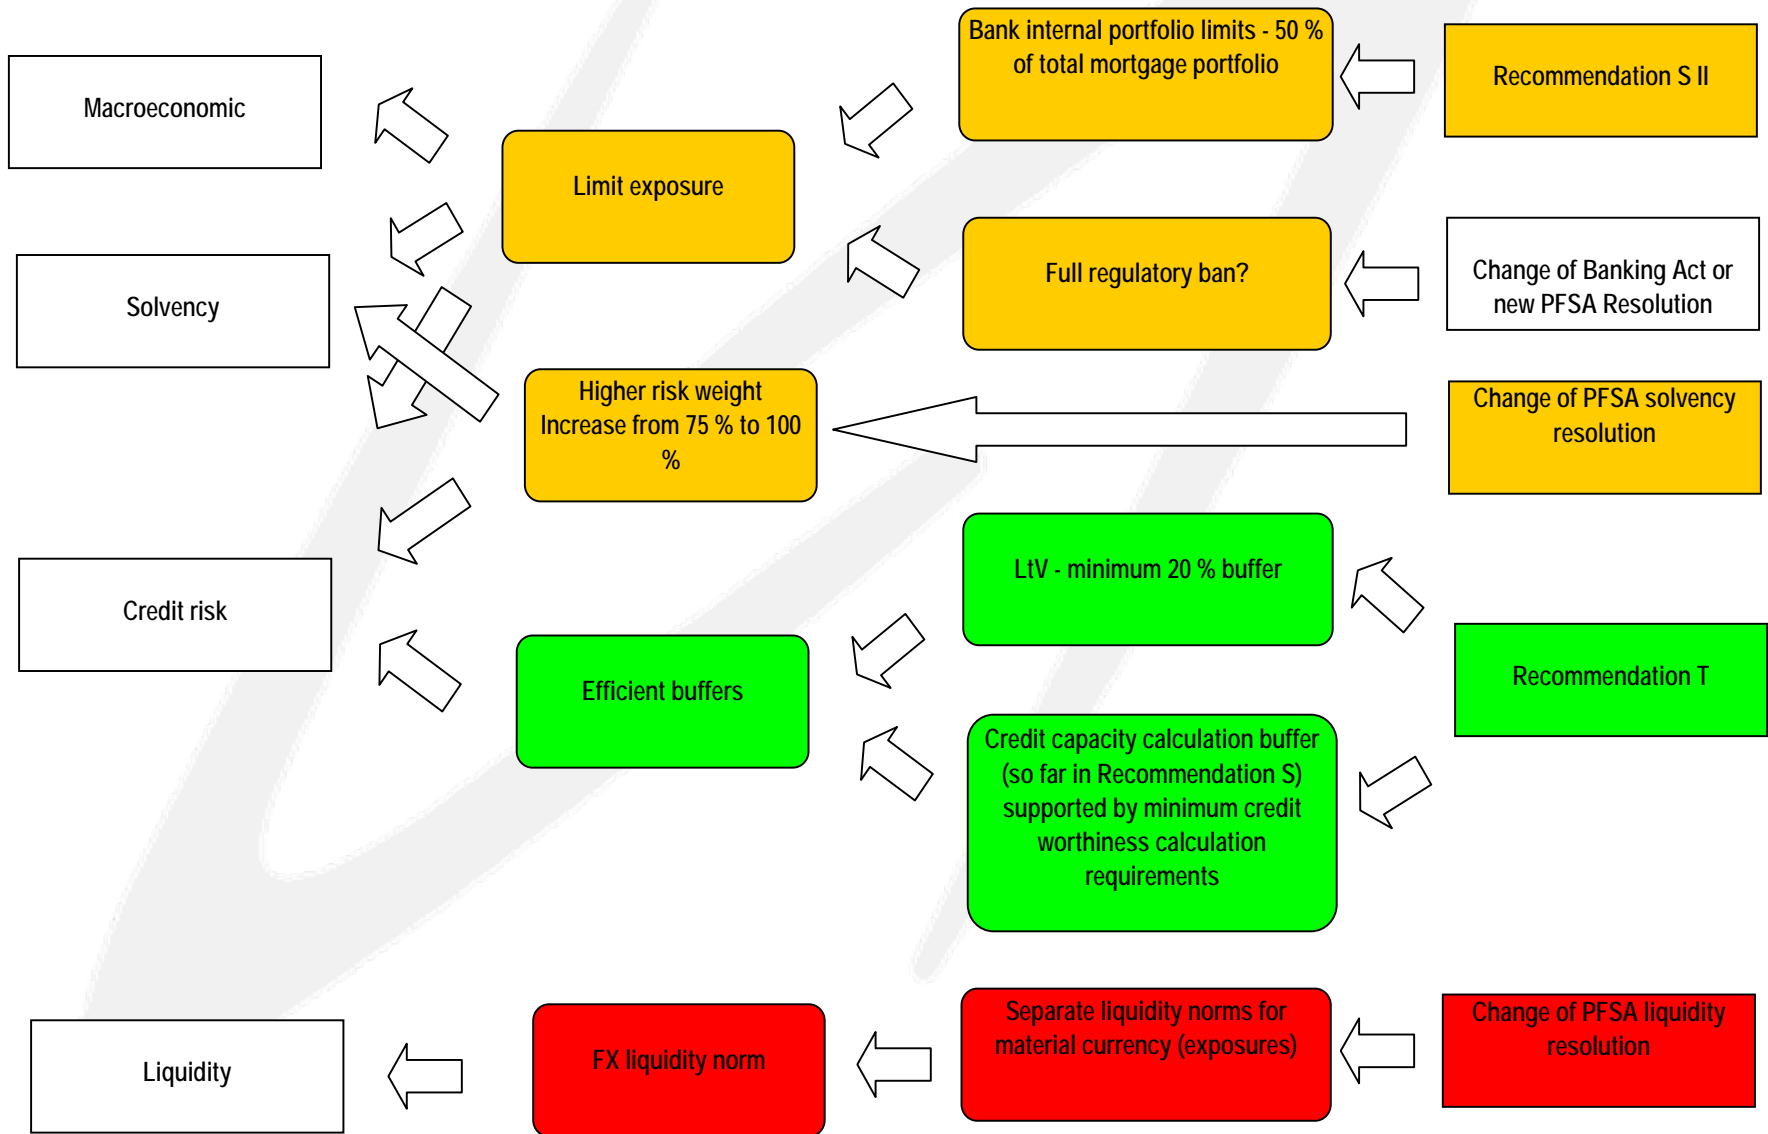 Macroeconomic
Solvency
Credit risk
Liquidity
Limit exposure
Higher risk weight
Increase from 75 % to 100
%
Efficient buffers
FX liquidity norm
Bank internal portfolio limits - 50 %
of total mortgage portfolio
Full regulatory ban?
LtV - minimum 20 % buffer
Credit capacity calculation buffer
(so far in Recommendation S)
supported by minimum credit
worthiness calculation
requirements
Separate liquidity norms for
material currency (exposures)
Recommendation S II
Change of Banking Act or
new PFSA Resolution
Change of PFSA solvency
resolution
Recommendation T
Change of PFSA liquidity
resolution